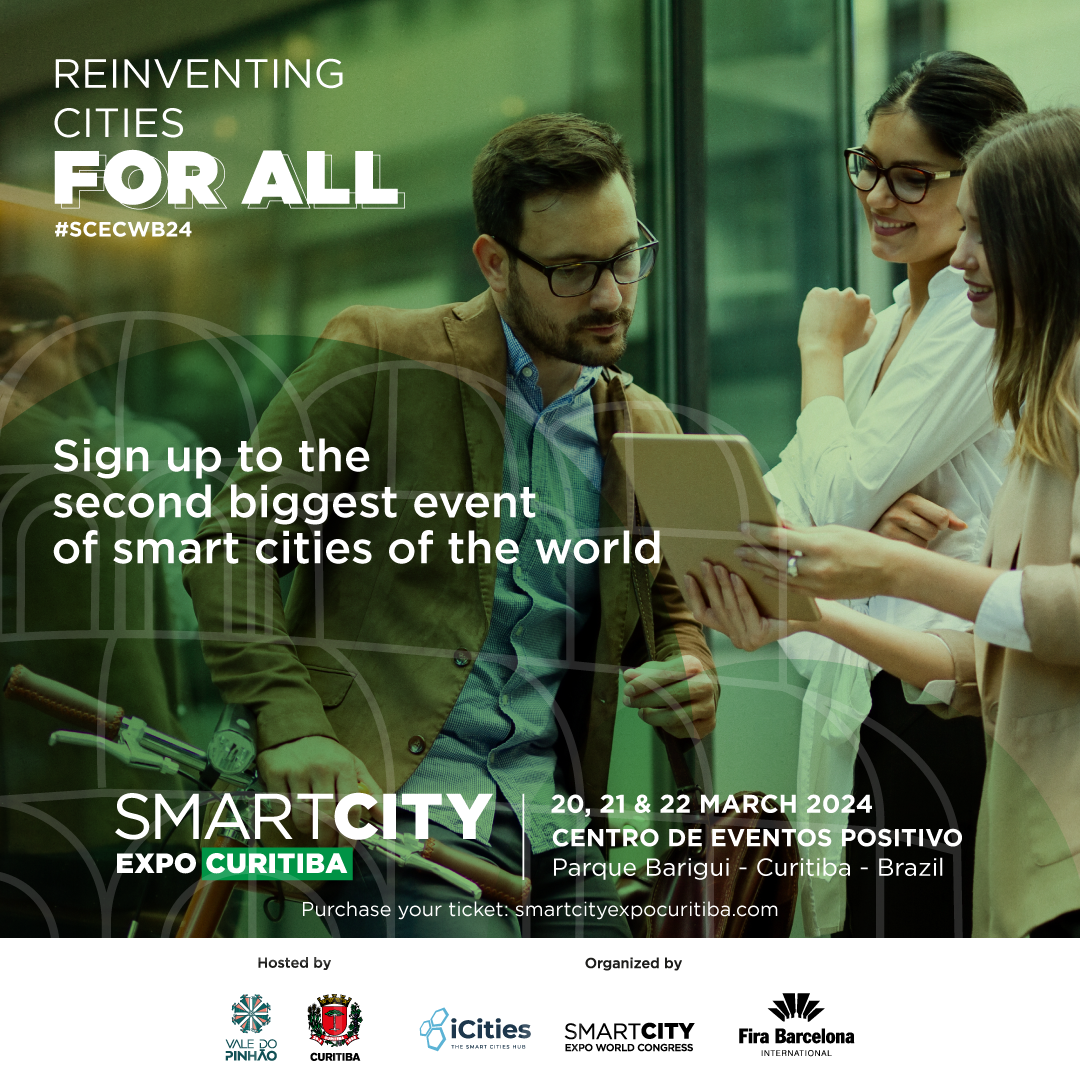 REINVENTING
CITIES
FOR ALL
#SCECWB24
Sign up to the
second biggest event
of smart cities of the world
SMARTCITY
EXPO CURITIBA
20, 21 & 22 MARCH 2024
CENTRO DE EVENTOS POSITIVO
Parque Barigui - Curitiba - Brazil
Purchase your ticket: smartcityexpocuritiba.com
Hosted by
Organized by
VALE DO
PINHÃO
CURITIBA
iCities
THE SMART CITIES HUB
SMARTCITY
EXPO WORLD CONGRESS
Fira Barcelona
INTERNATIONAL